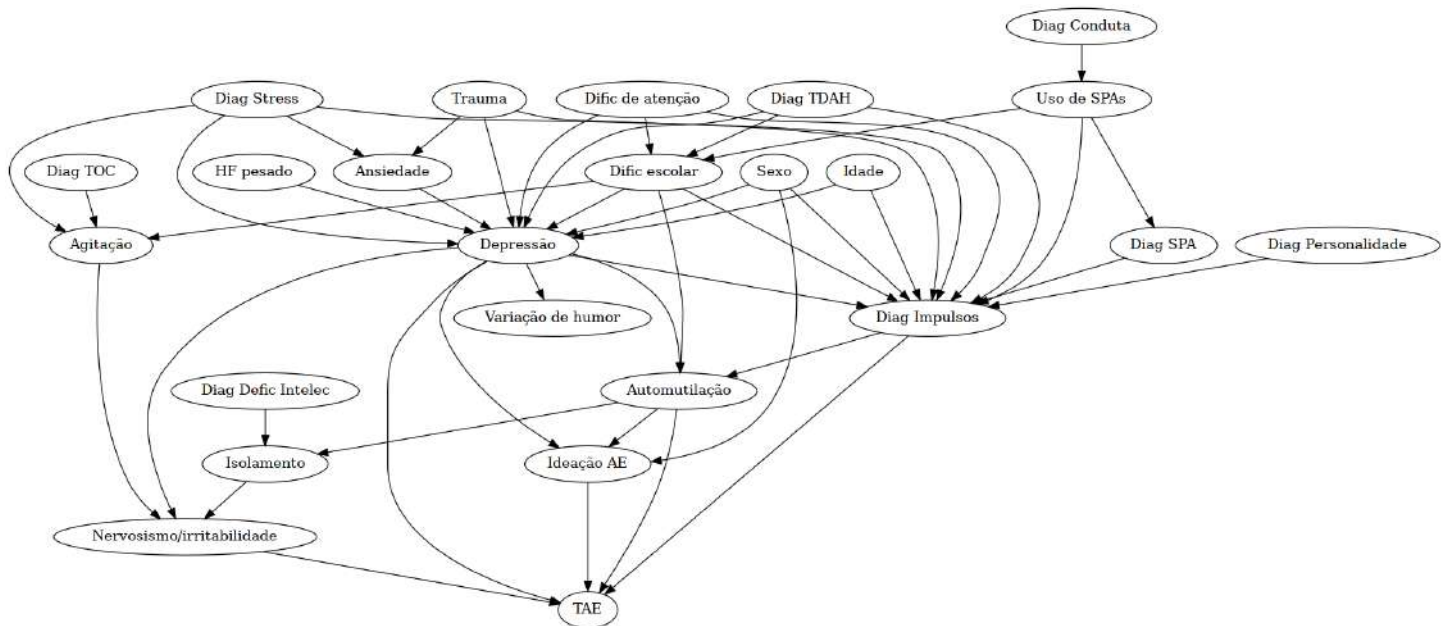 Diag Conduta
Diag Stress
Trauma
Dific de atenção
Diag TDAH
Uso de SPAs
Diag TOC
HF pesado
Ansiedade
Dific escolar
Sexo
Idade
Agitação
Depressão
Diag SPA
Diag Personalidade
Variação de humor
Diag Impulsos
Diag Defic Intelec
Automutilação
Isolamento
Ideação AE
Nervosismo/irritabilidade
TAE